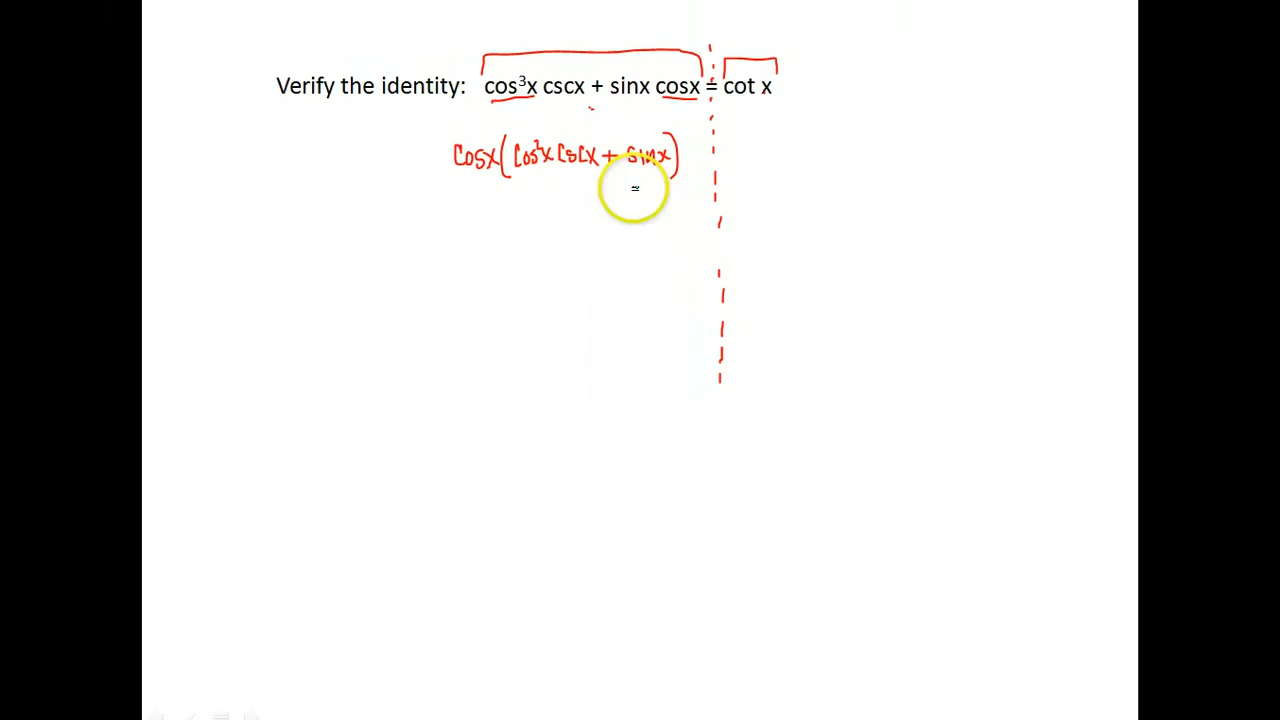 Verify the identity: cos³x cscx + sinx cosx = cot x
cosx(cos²x cscx + sinx)
=